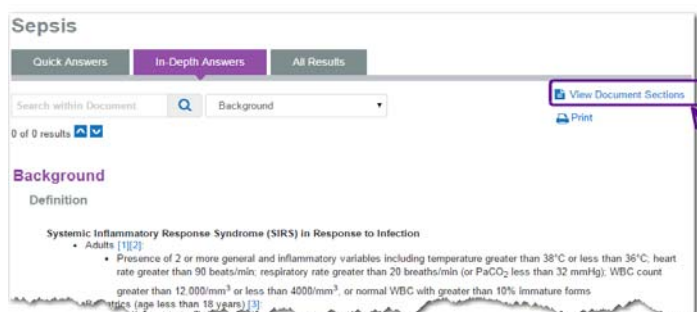 Sepsis
Quick Answers In-Depth Answers All Results
Search within Document Background View Document Sections
0 of 0 results Print
Background
Definition
Systemic Inflammatory Response Syndrome (SIRS) in Response to Infection
• Adults [1][2]:
• Presence of 2 or more general and inflammatory variables including temperature greater than 38°C or less than 36°C; heart
rate greater than 90 beats/min; respiratory rate greater than 20 breaths/min (or PaCO₂ less than 32 mmHg); WBC count
greater than 12,000/mm³ or less than 4000/mm³, or normal WBC with greater than 10% immature forms
(age less than 18 years) [3]: